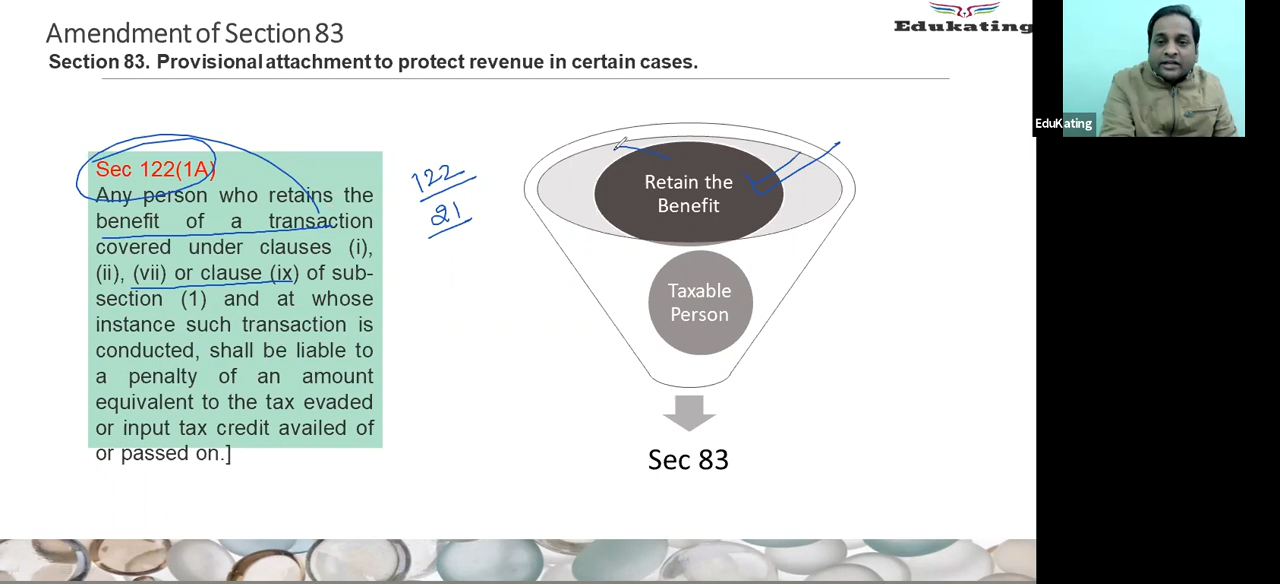 Amendment of Section 83
Section 83. Provisional attachment to protect revenue in certain cases.
Edukating
EduKating
Sec 122(1A)
Any person who retains the
benefit of a transaction
covered under clauses (i),
(ii), (vii) or clause (ix) of sub-
section (1) and at whose
instance such transaction is
conducted, shall be liable to
a penalty of an amount
equivalent to the tax evaded
or input tax credit availed of
or passed on.]
122
21
Retain the
Benefit
Taxable
Person
Sec 83